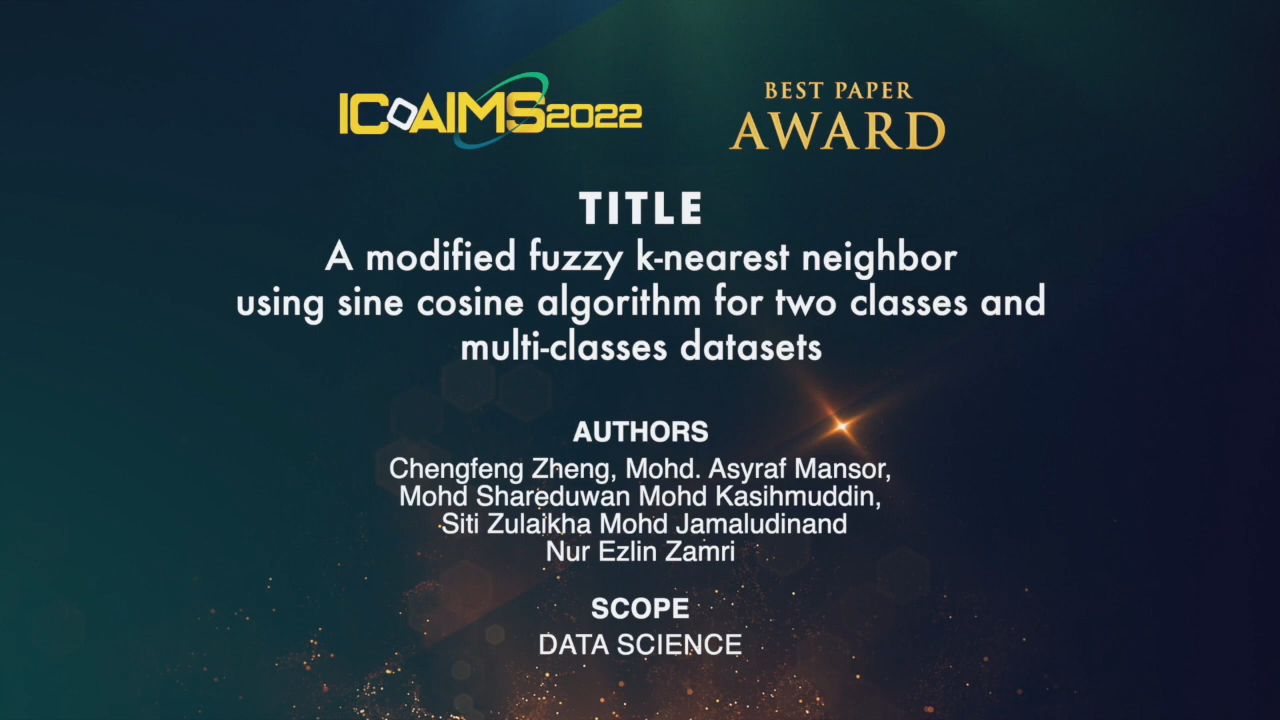 ICoAIMS2022
BEST PAPER
AWARD
TITLE
A modified fuzzy k-nearest neighbor
using sine cosine algorithm for two classes and
multi-classes datasets
AUTHORS
Chengfeng Zheng, Mohd. Asyraf Mansor,
Mohd Shareduwan Mohd Kasihmuddin,
Siti Zulaikha Mohd Jamaludinand
Nur Ezlin Zamri
SCOPE
DATA SCIENCE